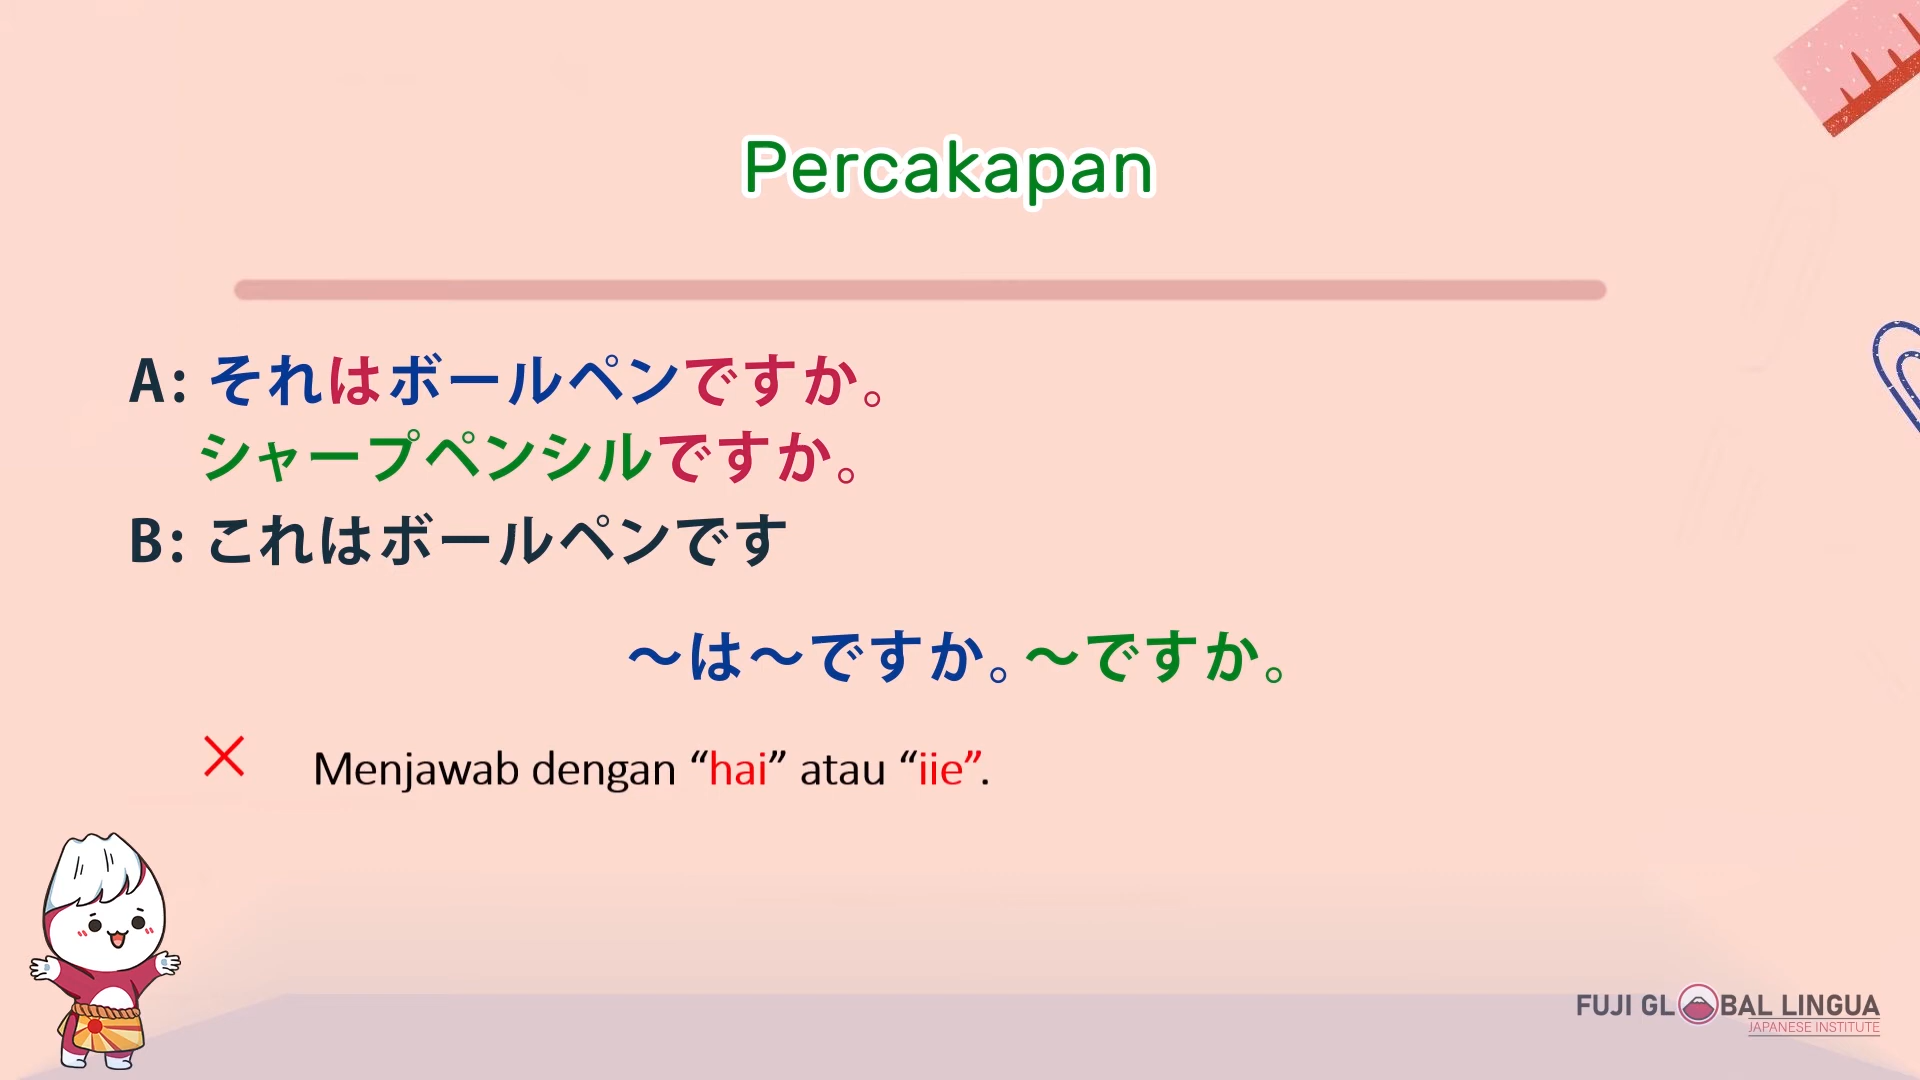 Percakapan
A: それはボールペンですか。
シャープペンシルですか。
B: これはボールペンです
～は～ですか。～ですか。
× Menjawab dengan “hai” atau “iie”.
FUJI GLOBAL LINGUA
JAPANESE INSTITUTE